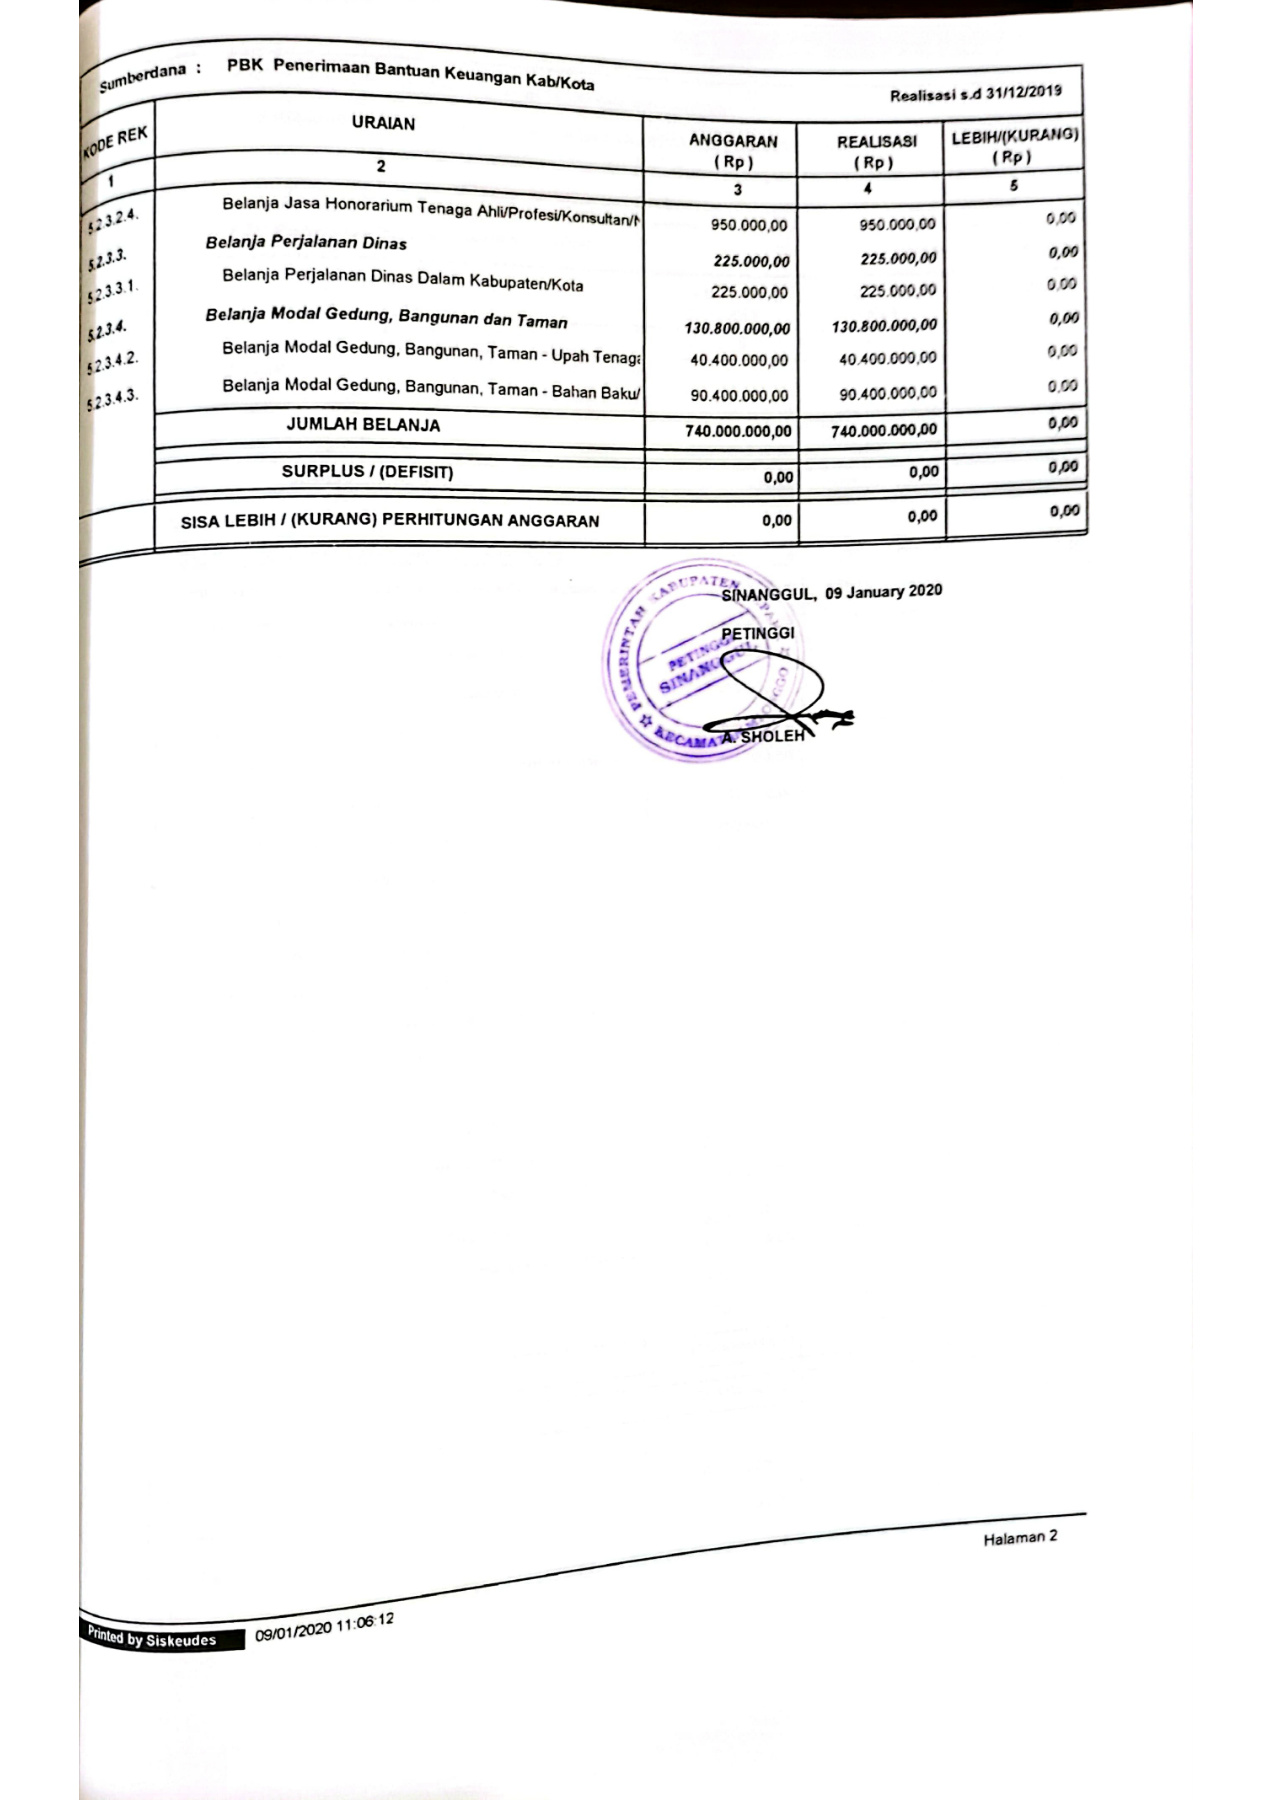 Sumberdana : PBK Penerimaan Bantuan Keuangan Kab/Kota
Realisasi s.d 31/12/2019
KODE REK URAIAN ANGGARAN ( Rp ) REALISASI ( Rp ) LEBIH/(KURANG) ( Rp )
1 2 3 4 5
5.2.3.2.4. Belanja Jasa Honorarium Tenaga Ahli/Profesi/Konsultan/ 950.000,00 950.000,00 0,00
5.2.3.3. Belanja Perjalanan Dinas 225.000,00 225.000,00 0,00
5.2.3.3.1. Belanja Perjalanan Dinas Dalam Kabupaten/Kota 225.000,00 225.000,00 0,00
5.2.3.4. Belanja Modal Gedung, Bangunan dan Taman 130.800.000,00 130.800.000,00 0,00
5.2.3.4.2. Belanja Modal Gedung, Bangunan, Taman - Upah Tenaga 40.400.000,00 40.400.000,00 0,00
5.2.3.4.3. Belanja Modal Gedung, Bangunan, Taman - Bahan Baku/ 90.400.000,00 90.400.000,00 0,00
JUMLAH BELANJA 740.000.000,00 740.000.000,00 0,00
SURPLUS / (DEFISIT) 0,00 0,00 0,00
SISA LEBIH / (KURANG) PERHITUNGAN ANGGARAN 0,00 0,00 0,00
SINANGGUL, 09 January 2020
PETINGGI
PEMERINTAH KABUPATEN
PETINGGI
SINANGGUL
KECAMATAN
A. SHOLEH
Halaman 2
Printed by Siskeudes 09/01/2020 11:06:12